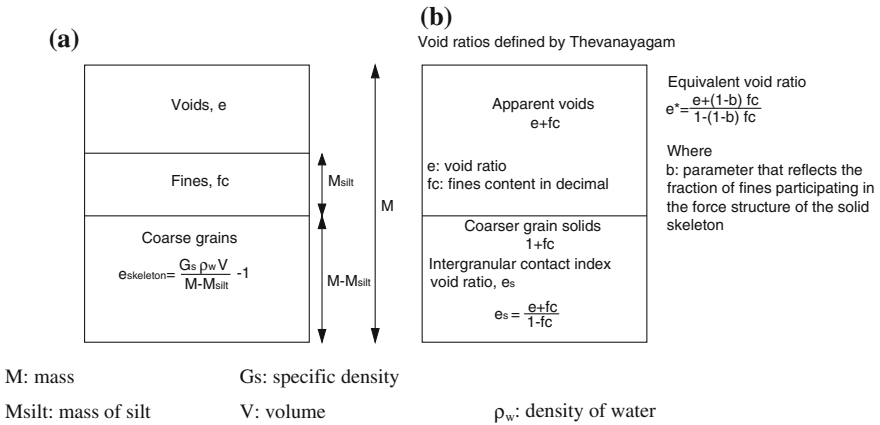 (a)
Voids, e
Fines, fc
Coarse grains
eskeleton= Gs ρw V / M-Msilt -1
Msilt
M-Msilt
M
(b)
Void ratios defined by Thevanayagam
Apparent voids
e+fc
e: void ratio
fc: fines content in decimal
Coarser grain solids
1+fc
Intergranular contact index
void ratio, es
es = e+fc / 1-fc
Equivalent void ratio
e*= e+(1-b) fc / 1-(1-b) fc
Where
b: parameter that reflects the
fraction of fines participating in
the force structure of the solid
skeleton
M: mass
Gs: specific density
Msilt: mass of silt
V: volume
ρw: density of water